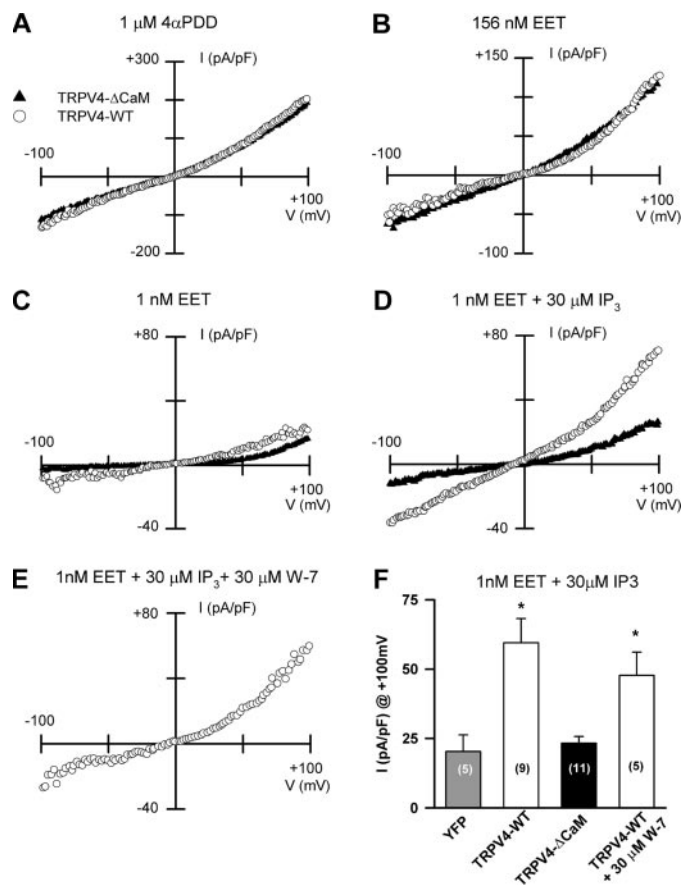 A
1 μM 4αPDD
+300
I (pA/pF)
▲ TRPV4-ΔCaM
○ TRPV4-WT
-100
+100
V (mV)
-200
B
156 nM EET
+150
I (pA/pF)
-100
+100
V (mV)
-100
C
1 nM EET
+80
I (pA/pF)
-100
+100
V (mV)
-40
D
1 nM EET + 30 μM IP₃
+80
I (pA/pF)
-100
+100
V (mV)
-40
E
1nM EET + 30 μM IP₃+ 30 μM W-7
+80
I (pA/pF)
-100
+100
V (mV)
-40
F
1nM EET + 30μM IP3
I (pA/pF) @ +100mV
75
50
25
0
*
*
(5)
(9)
(11)
(5)
YFP
TRPV4-WT
TRPV4-ΔCaM
TRPV4-WT
+ 30 μM W-7